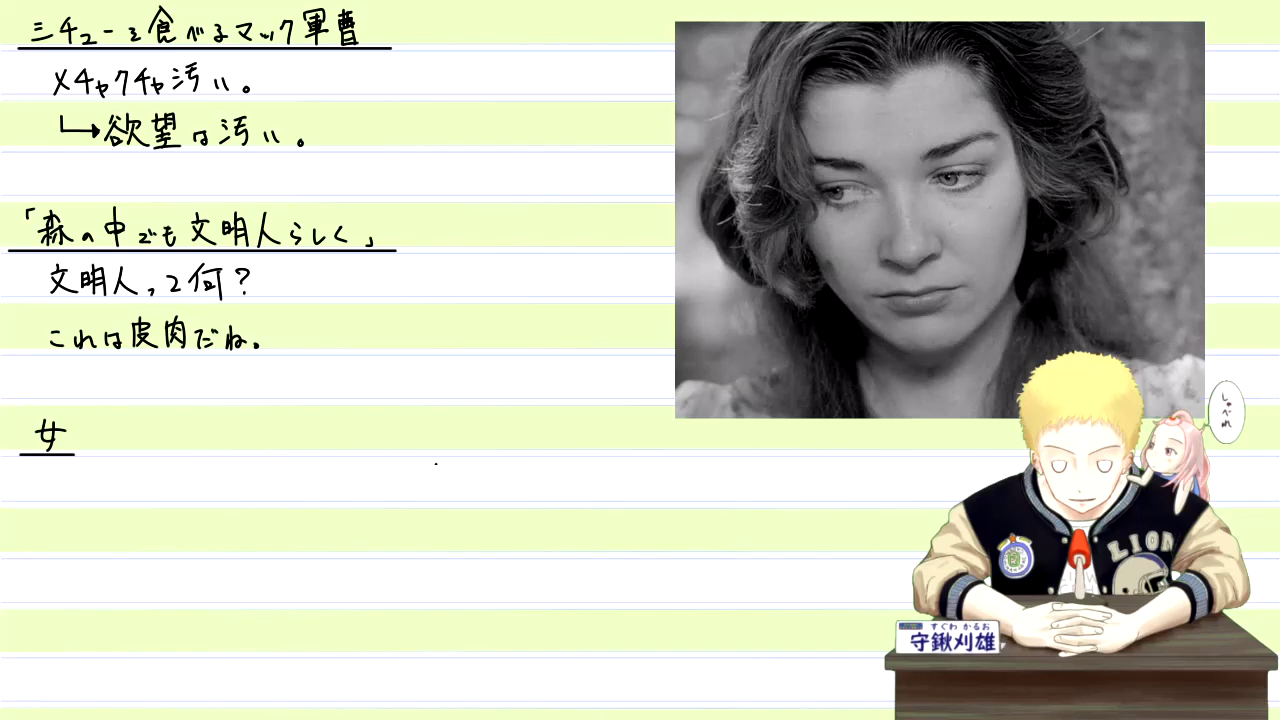 シチューを食べるマック軍曹
メチャクチャ汚い。
↳欲望は汚い。
「森の中でも文明人らしく」
文明人って何?
これは皮肉だね。
女
しゃべれ
LION
すぐわ かるお
守鍬刈雄